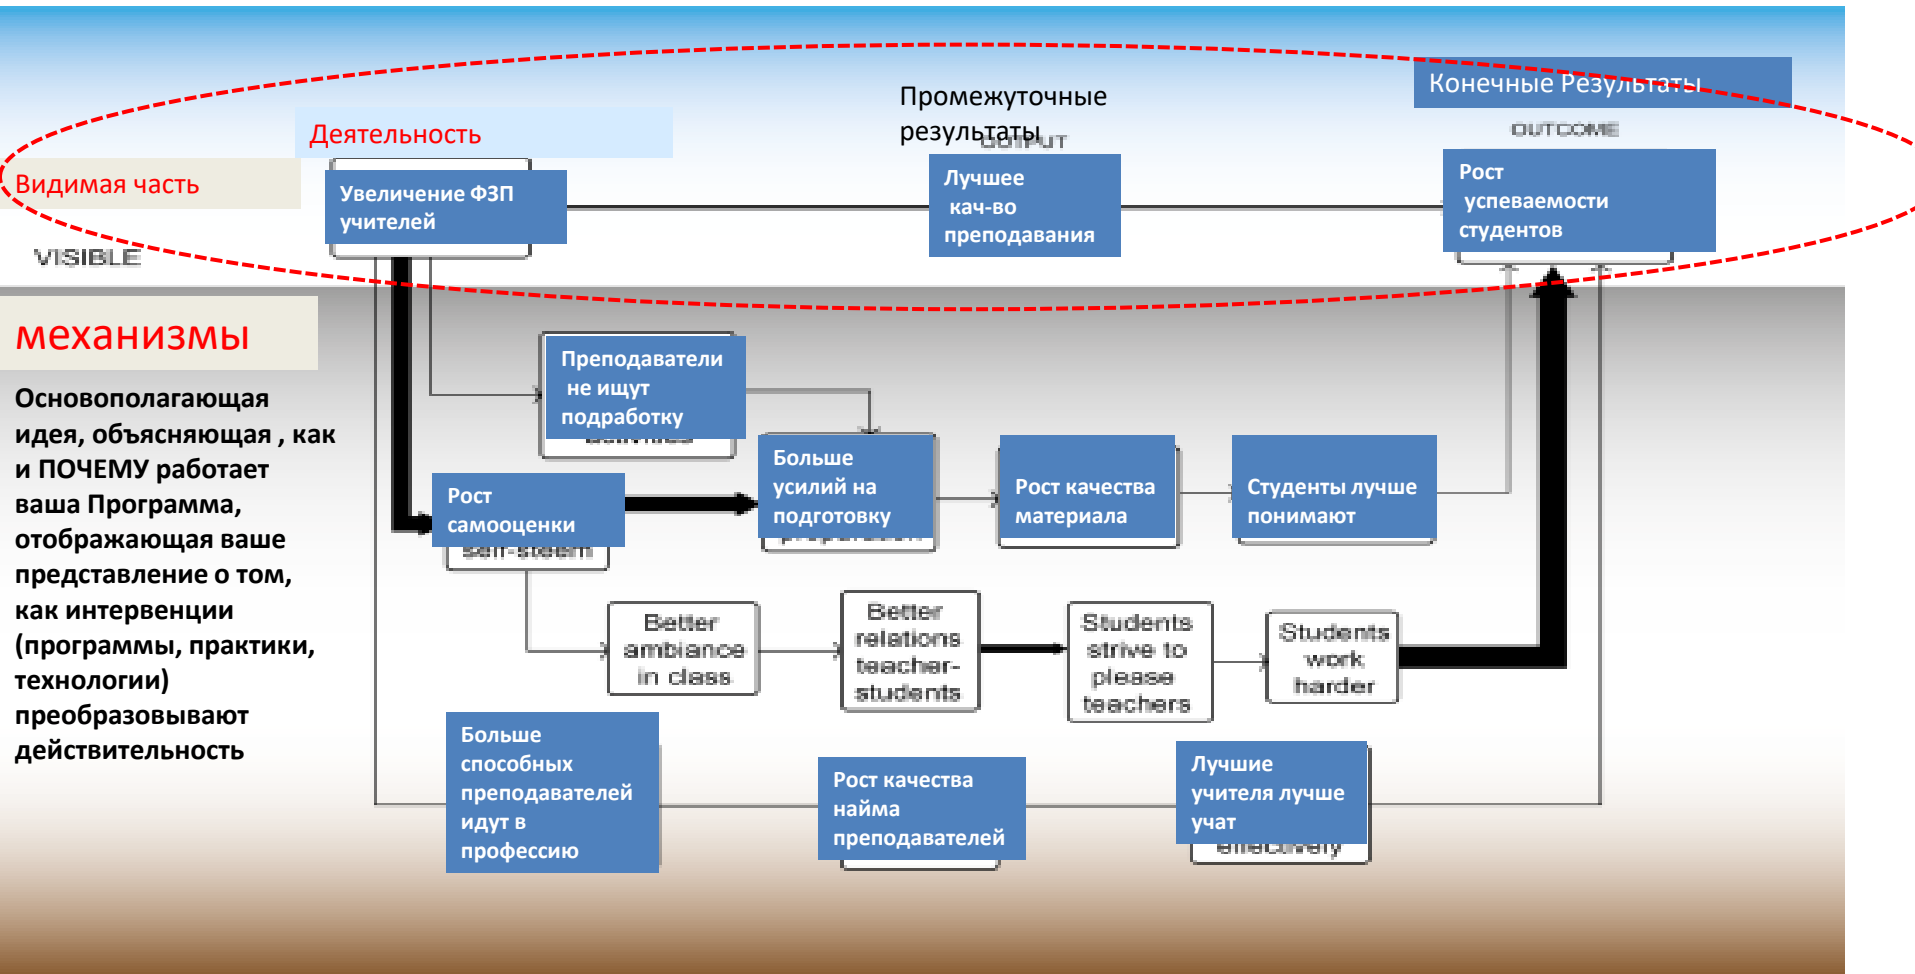 Конечные Результаты
Промежуточные
результаты
OUTPUT
OUTCOME
Деятельность
Видимая часть
VISIBLE
Увеличение ФЗП
учителей
Лучшее
кач-во
преподавания
Рост
успеваемости
студентов
механизмы
Основополагающая
идея, объясняющая , как
и ПОЧЕМУ работает
ваша Программа,
отображающая ваше
представление о том,
как интервенции
(программы, практики,
технологии)
преобразовывают
действительность
Преподаватели
не ищут
подработку
Рост
самооценки
self-steem
Больше
усилий на
подготовку
Рост качества
материала
Студенты лучше
понимают
Better
ambiance
in class
Better
relations
teacher-
students
Students
strive to
please
teachers
Students
work
harder
Больше
способных
преподавателей
идут в
профессию
Рост качества
найма
преподавателей
Лучшие
учителя лучше
учат
effectively